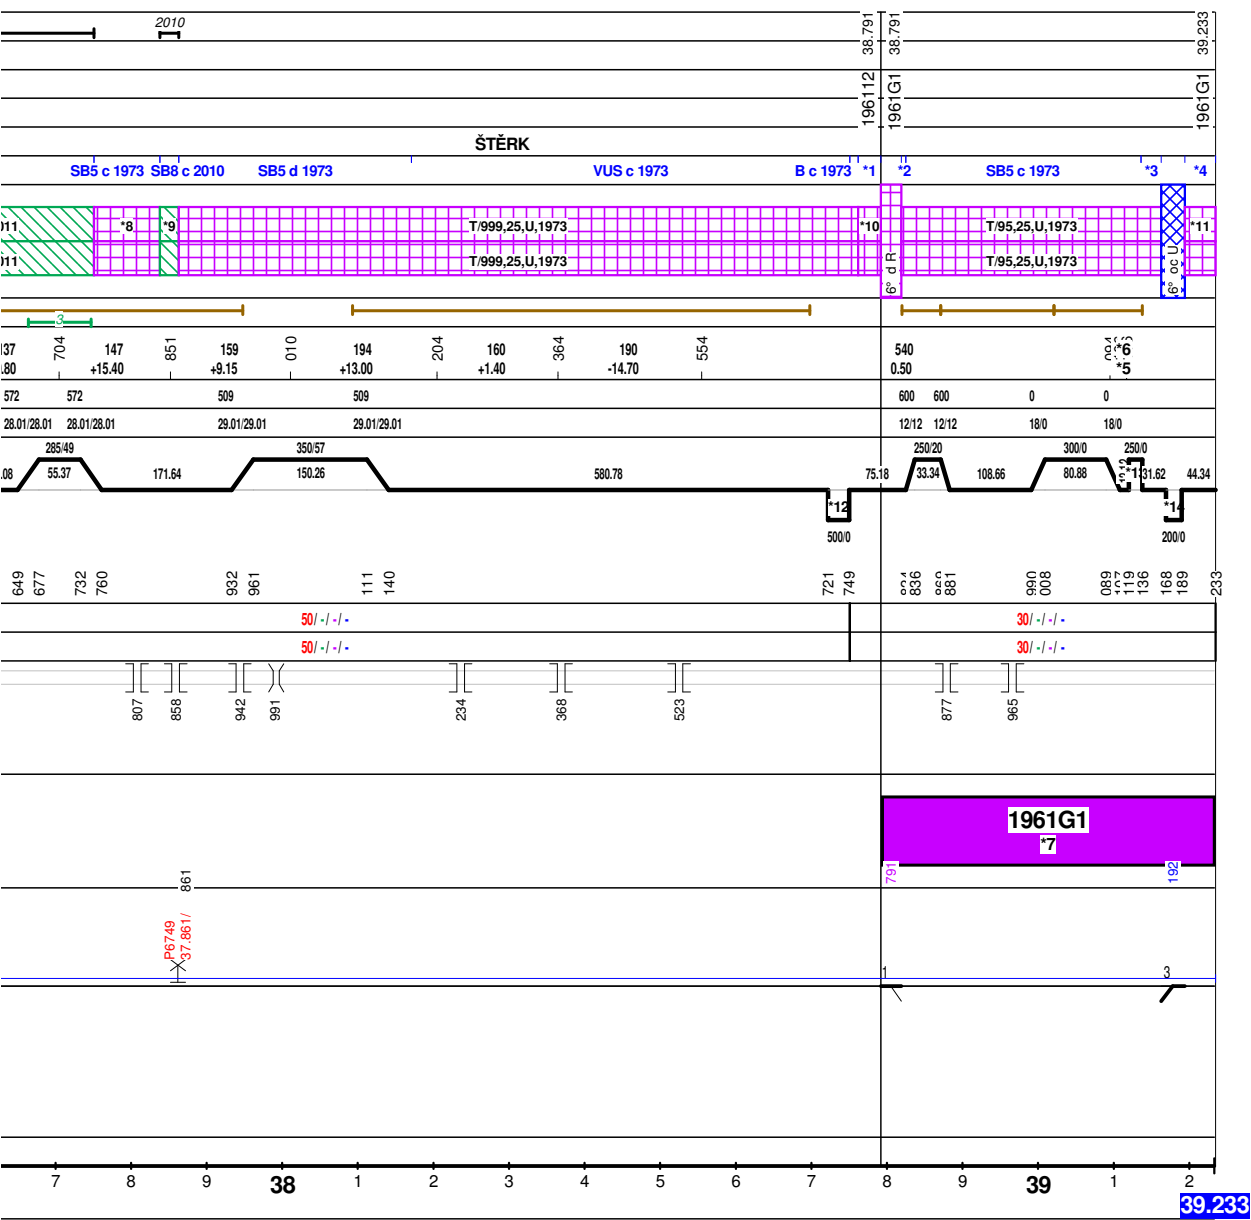 2010
38.791 38.791 39.233
196112 1961G1 1961G1
ŠTĚRK
SB5 c 1973 SB8 c 2010 SB5 d 1973 VUS c 1973 B c 1973 *1 *2 SB5 c 1973 *3 *4
011 *8 *9 T/999,25,U,1973 *10 T/95,25,U,1973 *11
011 T/999,25,U,1973 T/95,25,U,1973
6° d R 6° oc U
3
137 704 147 851 159 010 194 204 160 364 190 554 540 *6
.80 +15.40 +9.15 +13.00 +1.40 -14.70 0.50 *5
572 572 509 509 600 600 0 0
28.01/28.01 28.01/28.01 29.01/29.01 29.01/29.01 12/12 12/12 18/0 18/0
285/49 350/57 250/20 300/0 250/0
.08 55.37 171.64 150.26 580.78 75.18 33.34 108.66 80.88 31.62 44.34
*12 *14
500/0 200/0
649 677 732 760 932 961 111 140 721 749 836 881 990 008 089 119 136 168 189 233
50/ - / - / - 30/ - / - / -
50/ - / - / - 30/ - / - / -
807 858 942 991 234 368 523 877 965
1961G1
*7
791 192
861
P6749
37.861/
1 3
7 8 9 38 1 2 3 4 5 6 7 8 9 39 1 2
39.233